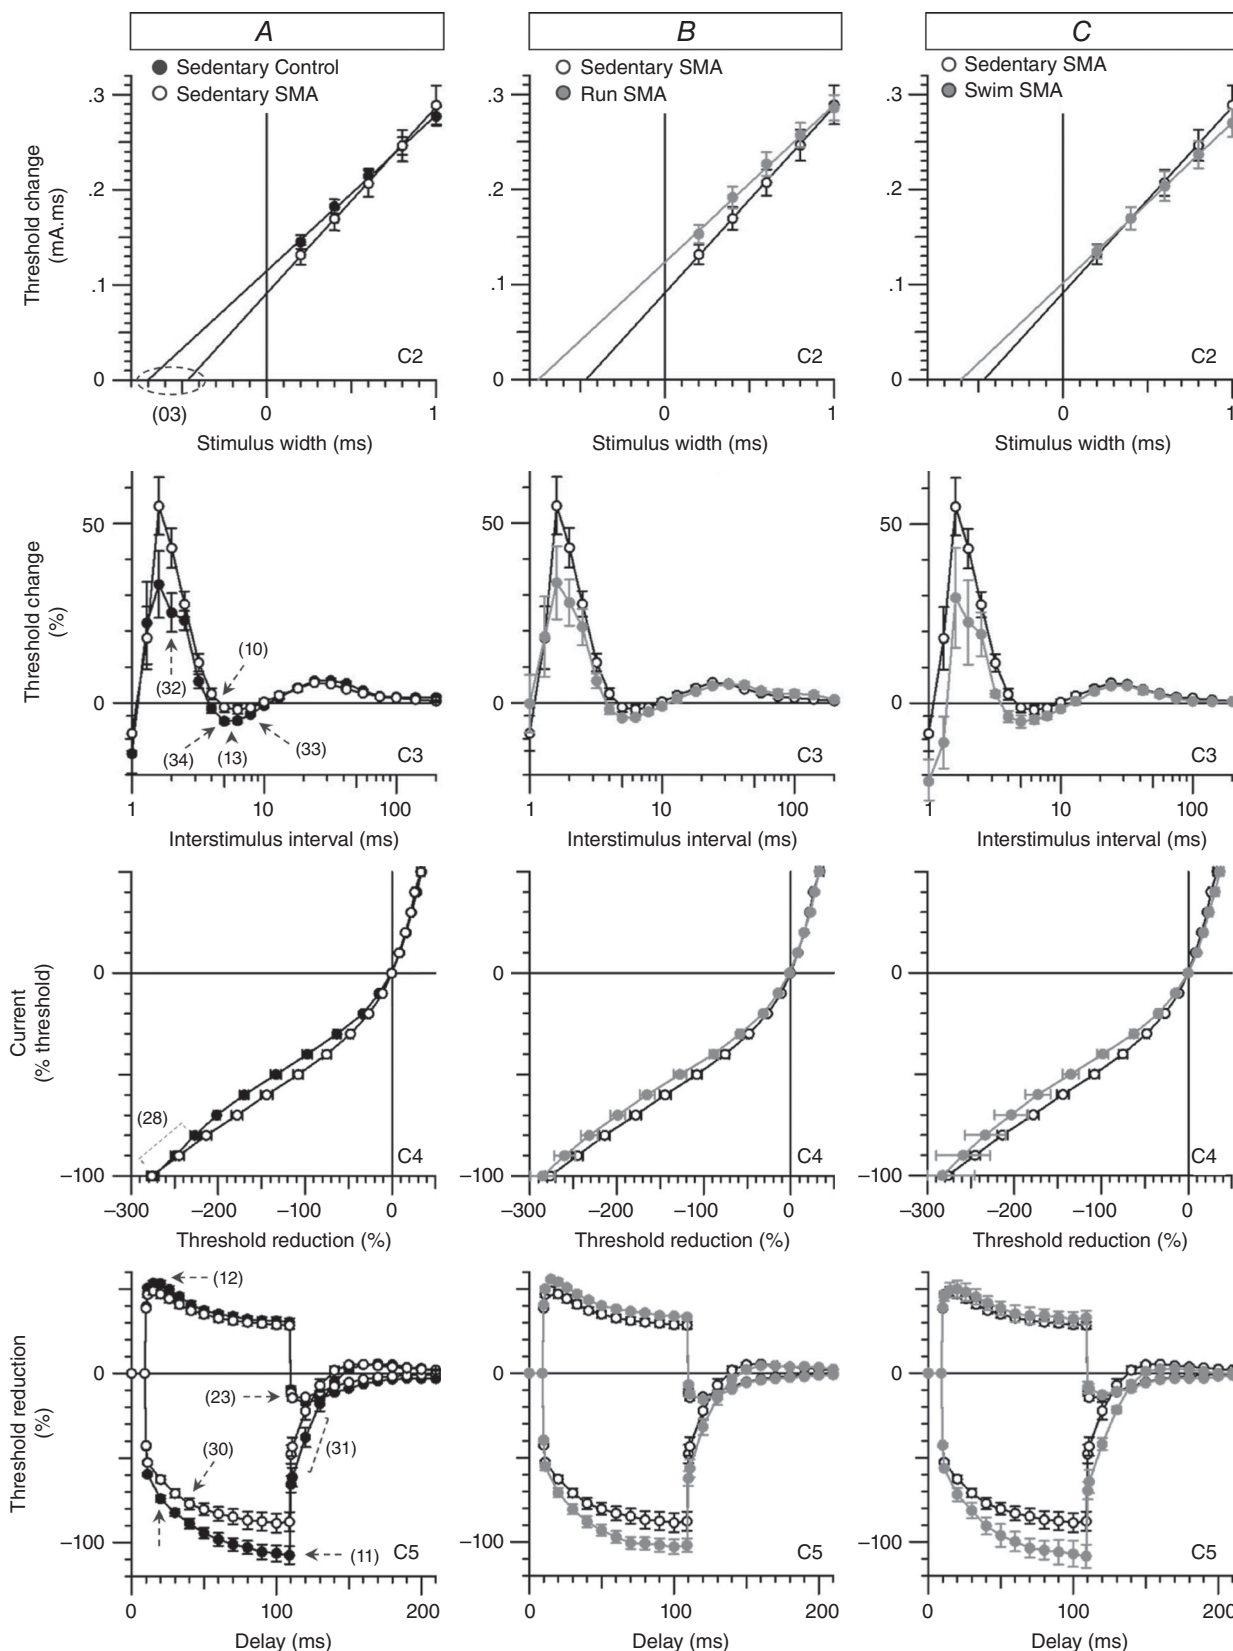 A
B
C
Sedentary Control
Sedentary SMA
Sedentary SMA
Run SMA
Sedentary SMA
Swim SMA
Threshold change
(mA.ms)
.3
.2
.1
0
(03)
0
1
C2
Stimulus width (ms)
.3
.2
.1
0
0
1
C2
Stimulus width (ms)
.3
.2
.1
0
0
1
C2
Stimulus width (ms)
Threshold change
(%)
50
0
(10)
(32)
(34)
(13)
(33)
C3
1
10
100
Interstimulus interval (ms)
50
0
C3
1
10
100
Interstimulus interval (ms)
50
0
C3
1
10
100
Interstimulus interval (ms)
Current
(% threshold)
0
−100
(28)
C4
−300
−200
−100
0
Threshold reduction (%)
0
−100
C4
−300
−200
−100
0
Threshold reduction (%)
0
−100
C4
−300
−200
−100
0
Threshold reduction (%)
Threshold reduction
(%)
0
−100
(12)
(23)
(30)
(31)
(11)
C5
0
100
200
Delay (ms)
0
−100
C5
0
100
200
Delay (ms)
0
−100
C5
0
100
200
Delay (ms)